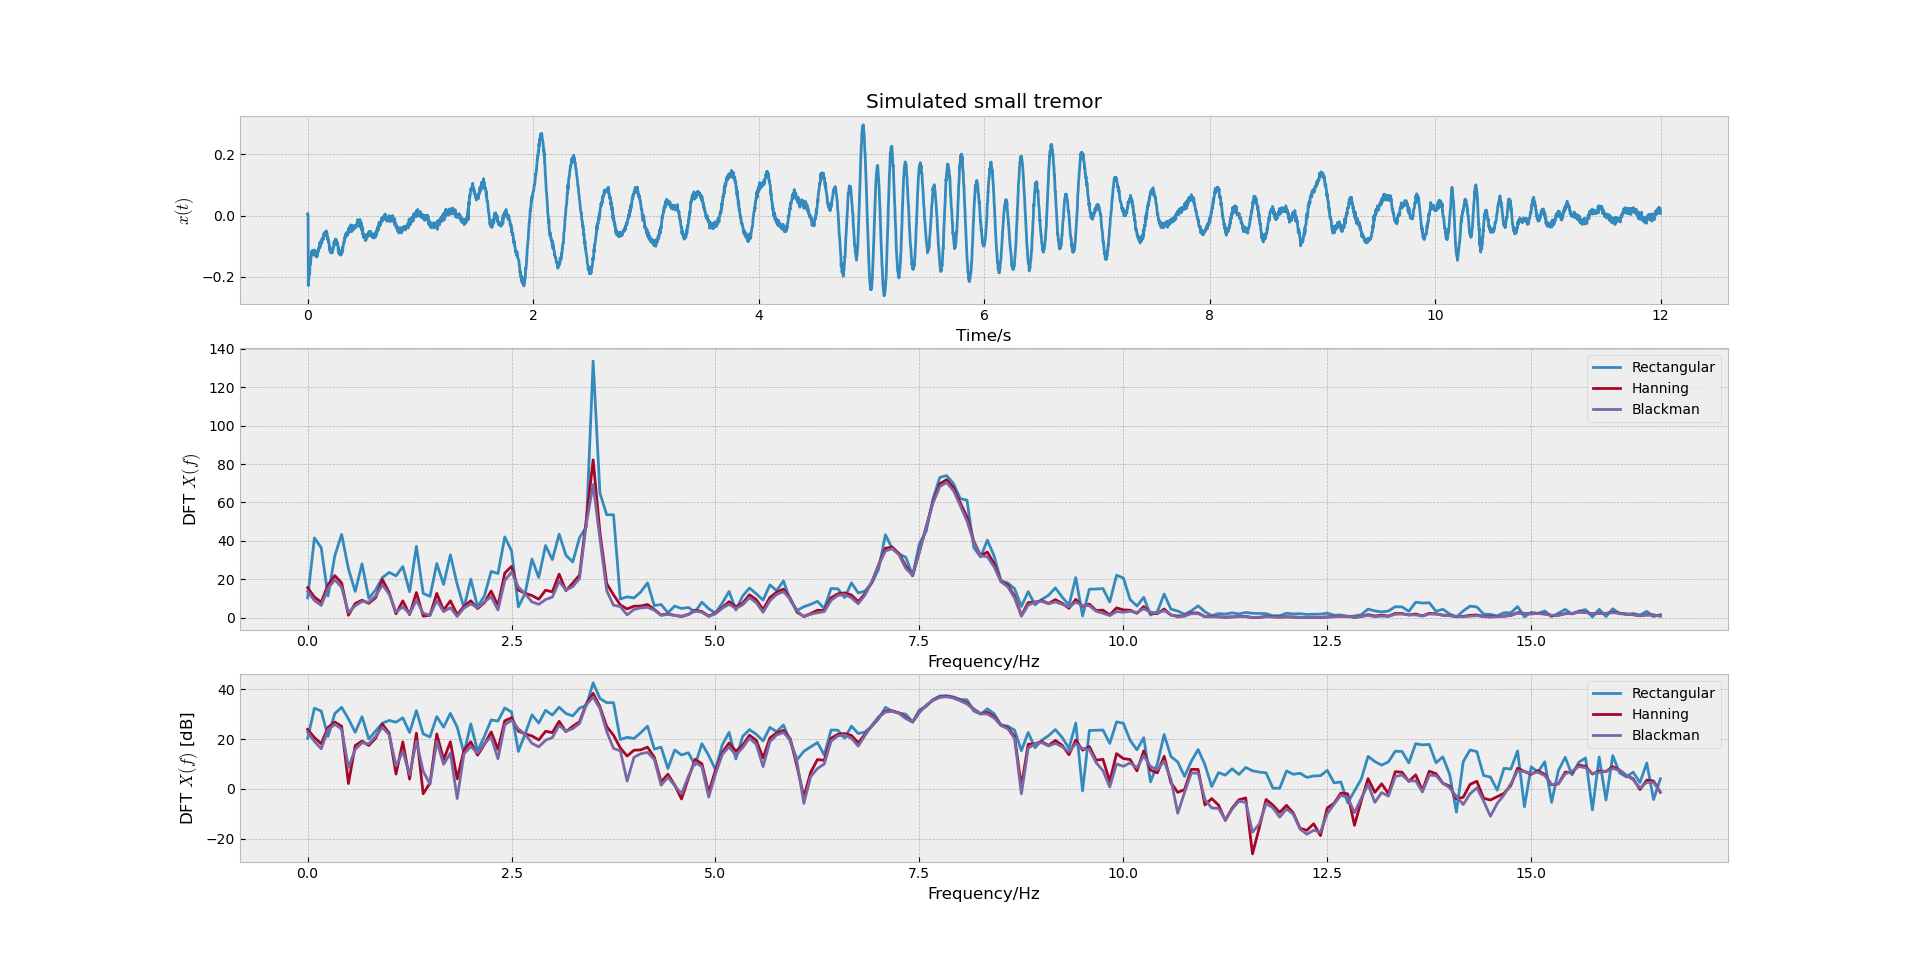 Simulated small tremor
x(t)
0.2
0.0
−0.2
0 2 4 6 8 10 12
Time/s
DFT X(f)
140
120
100
80
60
40
20
0
Rectangular
Hanning
Blackman
0.0 2.5 5.0 7.5 10.0 12.5 15.0
Frequency/Hz
DFT X(f) [dB]
40
20
0
−20
Rectangular
Hanning
Blackman
0.0 2.5 5.0 7.5 10.0 12.5 15.0
Frequency/Hz